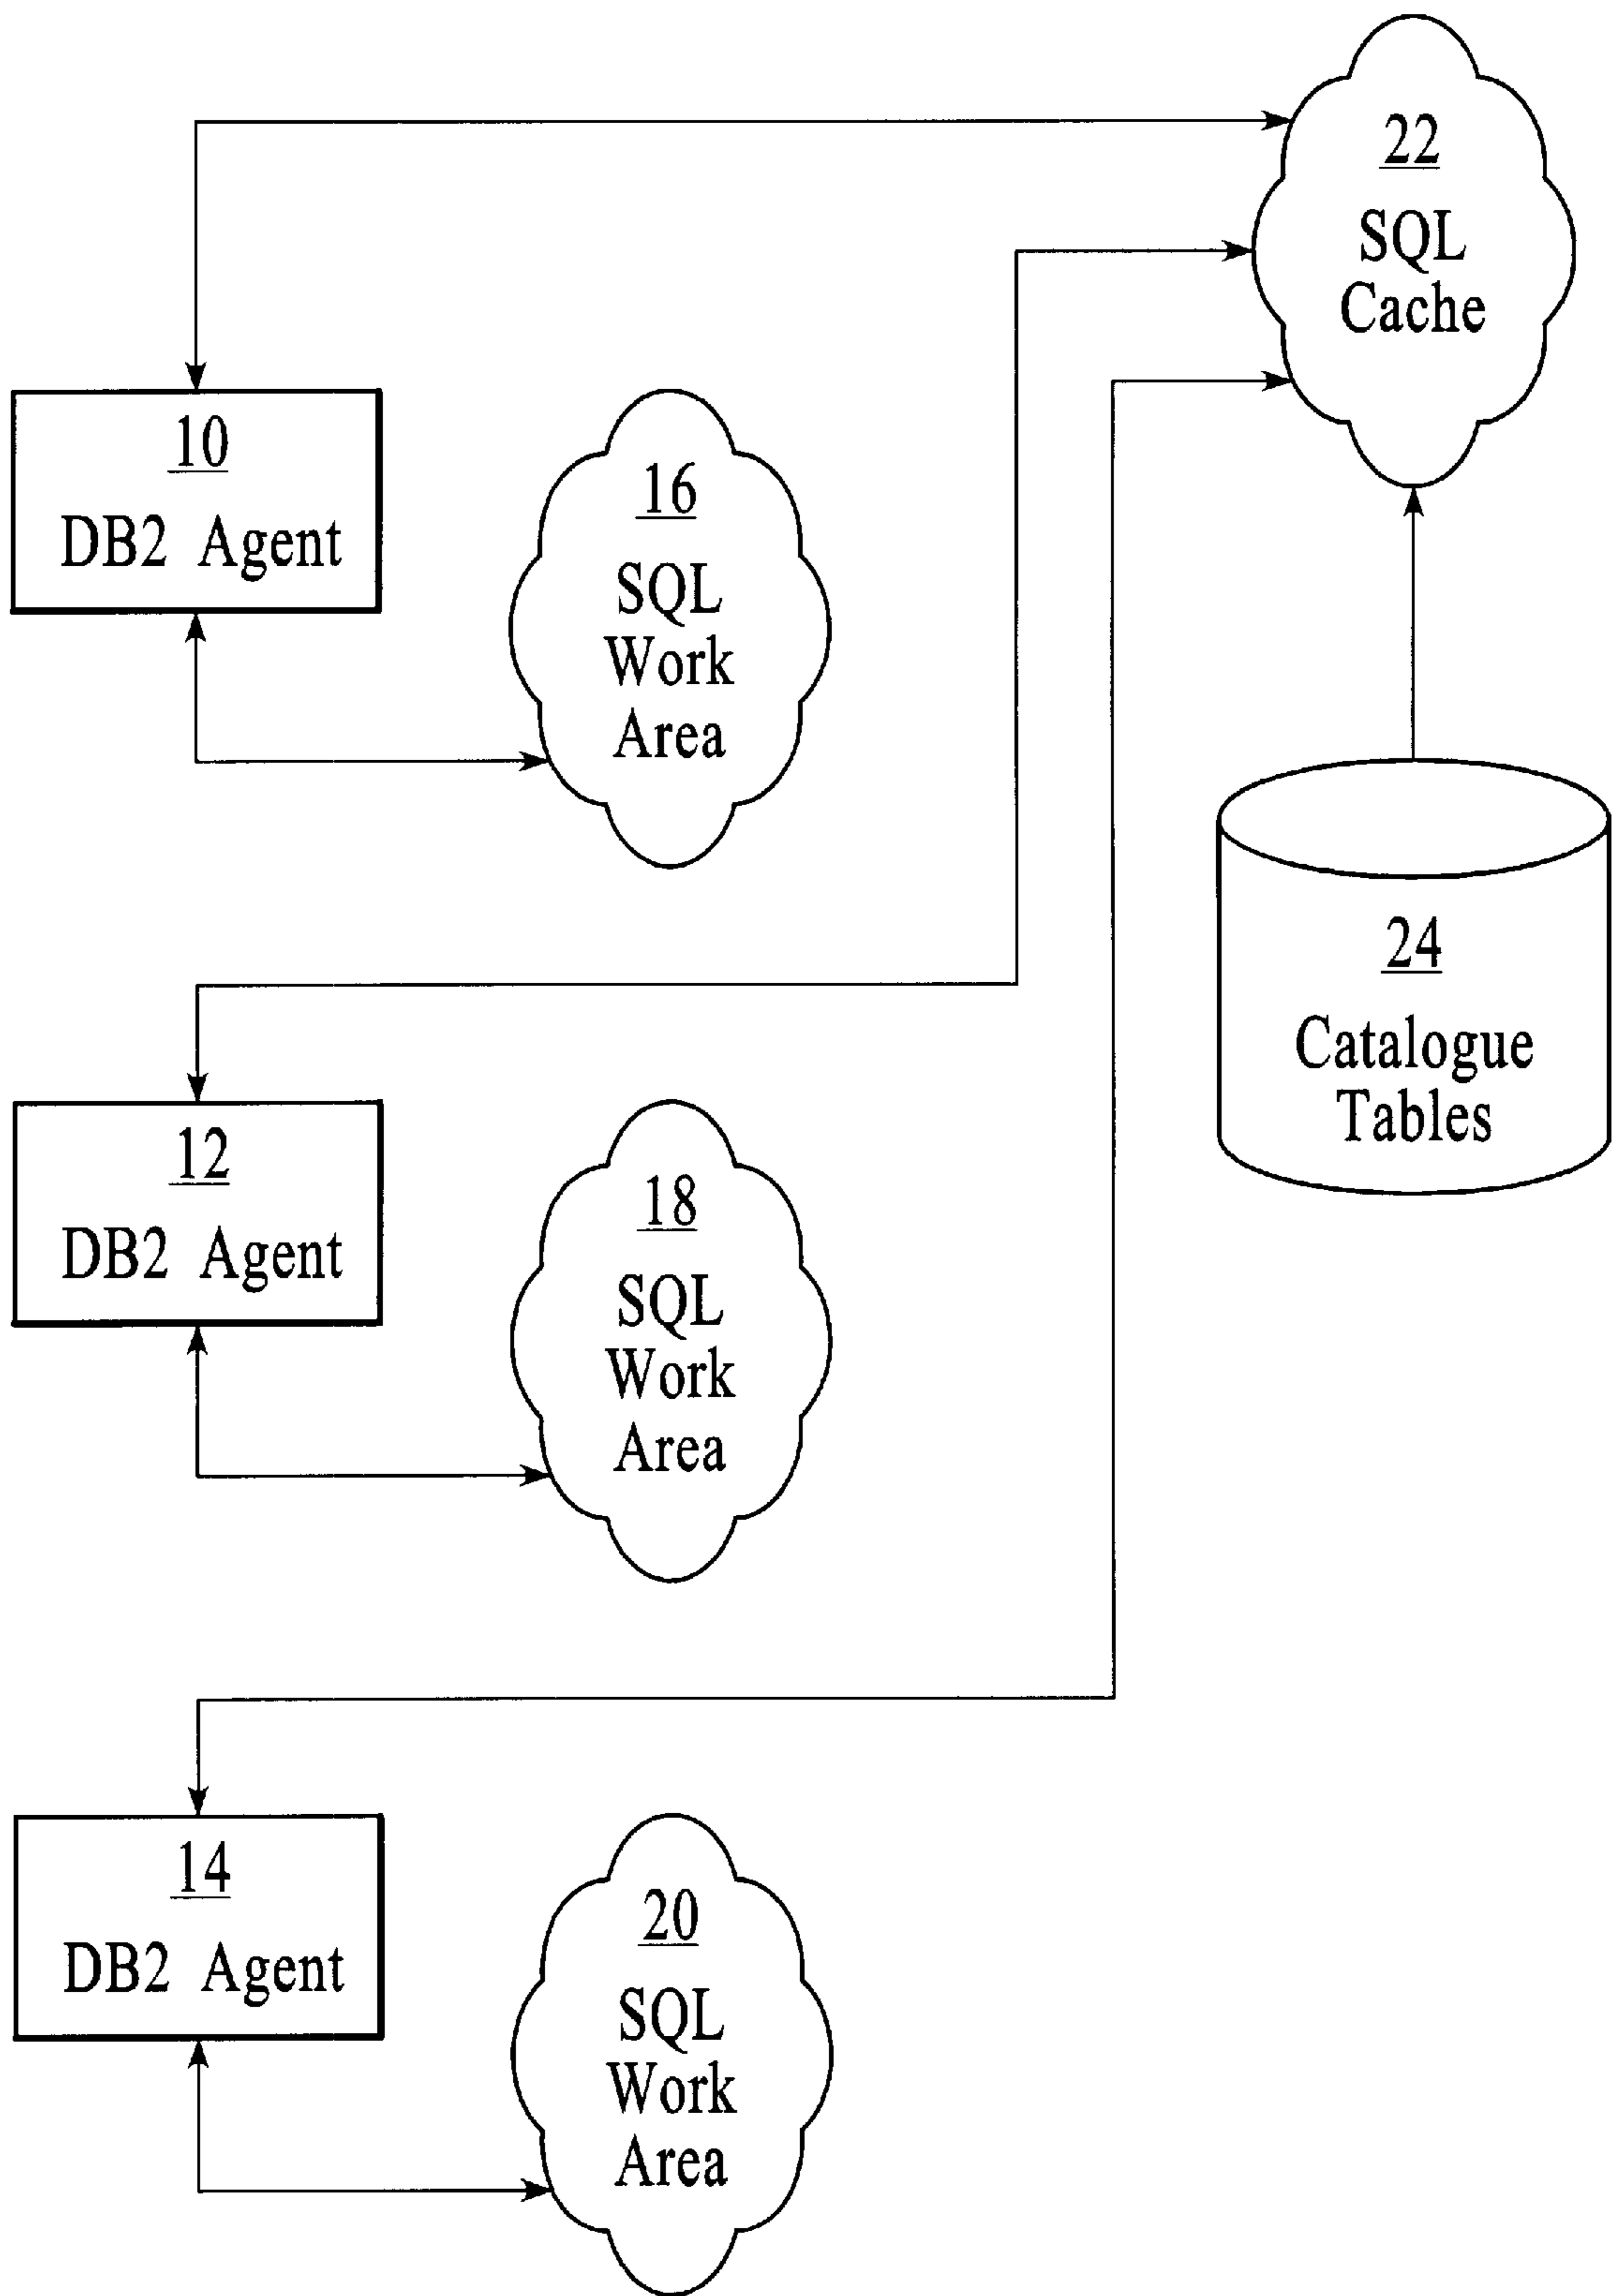 22
SQL
Cache
10
DB2 Agent
16
SQL
Work
Area
24
Catalogue
Tables
12
DB2 Agent
18
SQL
Work
Area
14
DB2 Agent
20
SQL
Work
Area